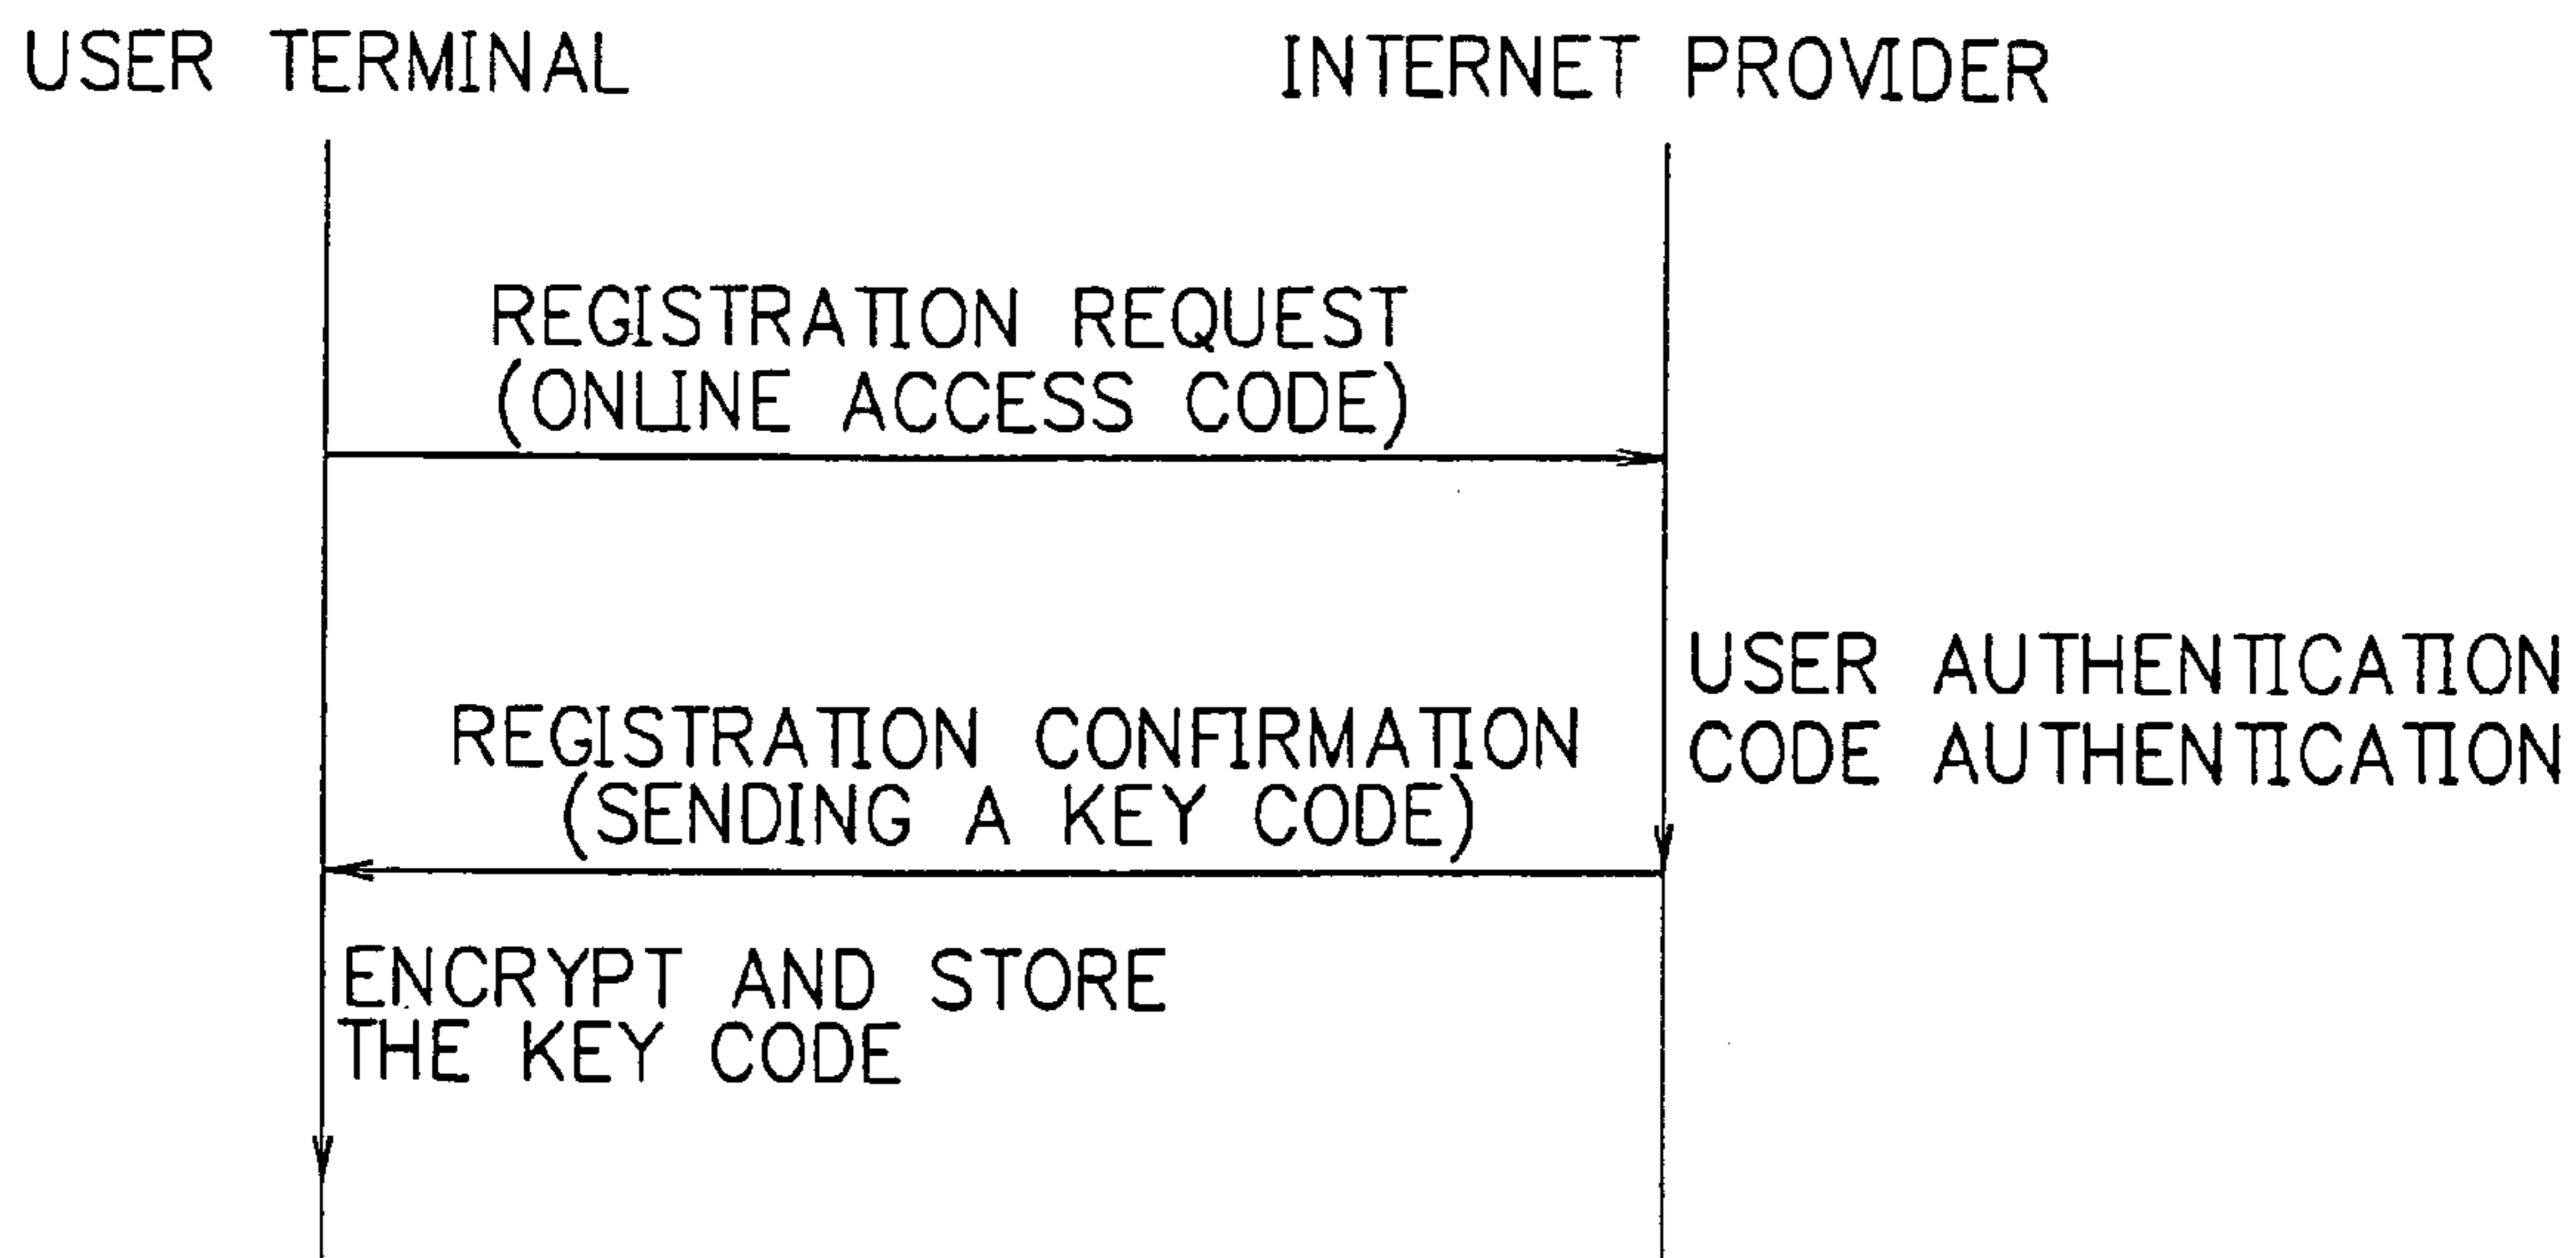 USER TERMINAL
INTERNET PROVIDER
REGISTRATION REQUEST
(ONLINE ACCESS CODE)
USER AUTHENTICATION
CODE AUTHENTICATION
REGISTRATION CONFIRMATION
(SENDING A KEY CODE)
ENCRYPT AND STORE
THE KEY CODE